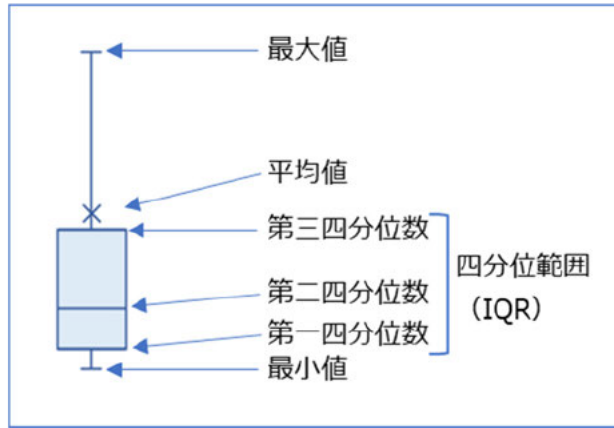 最大値
平均値
第三四分位数
四分位範囲
（IQR）
第二四分位数
第一四分位数
最小値